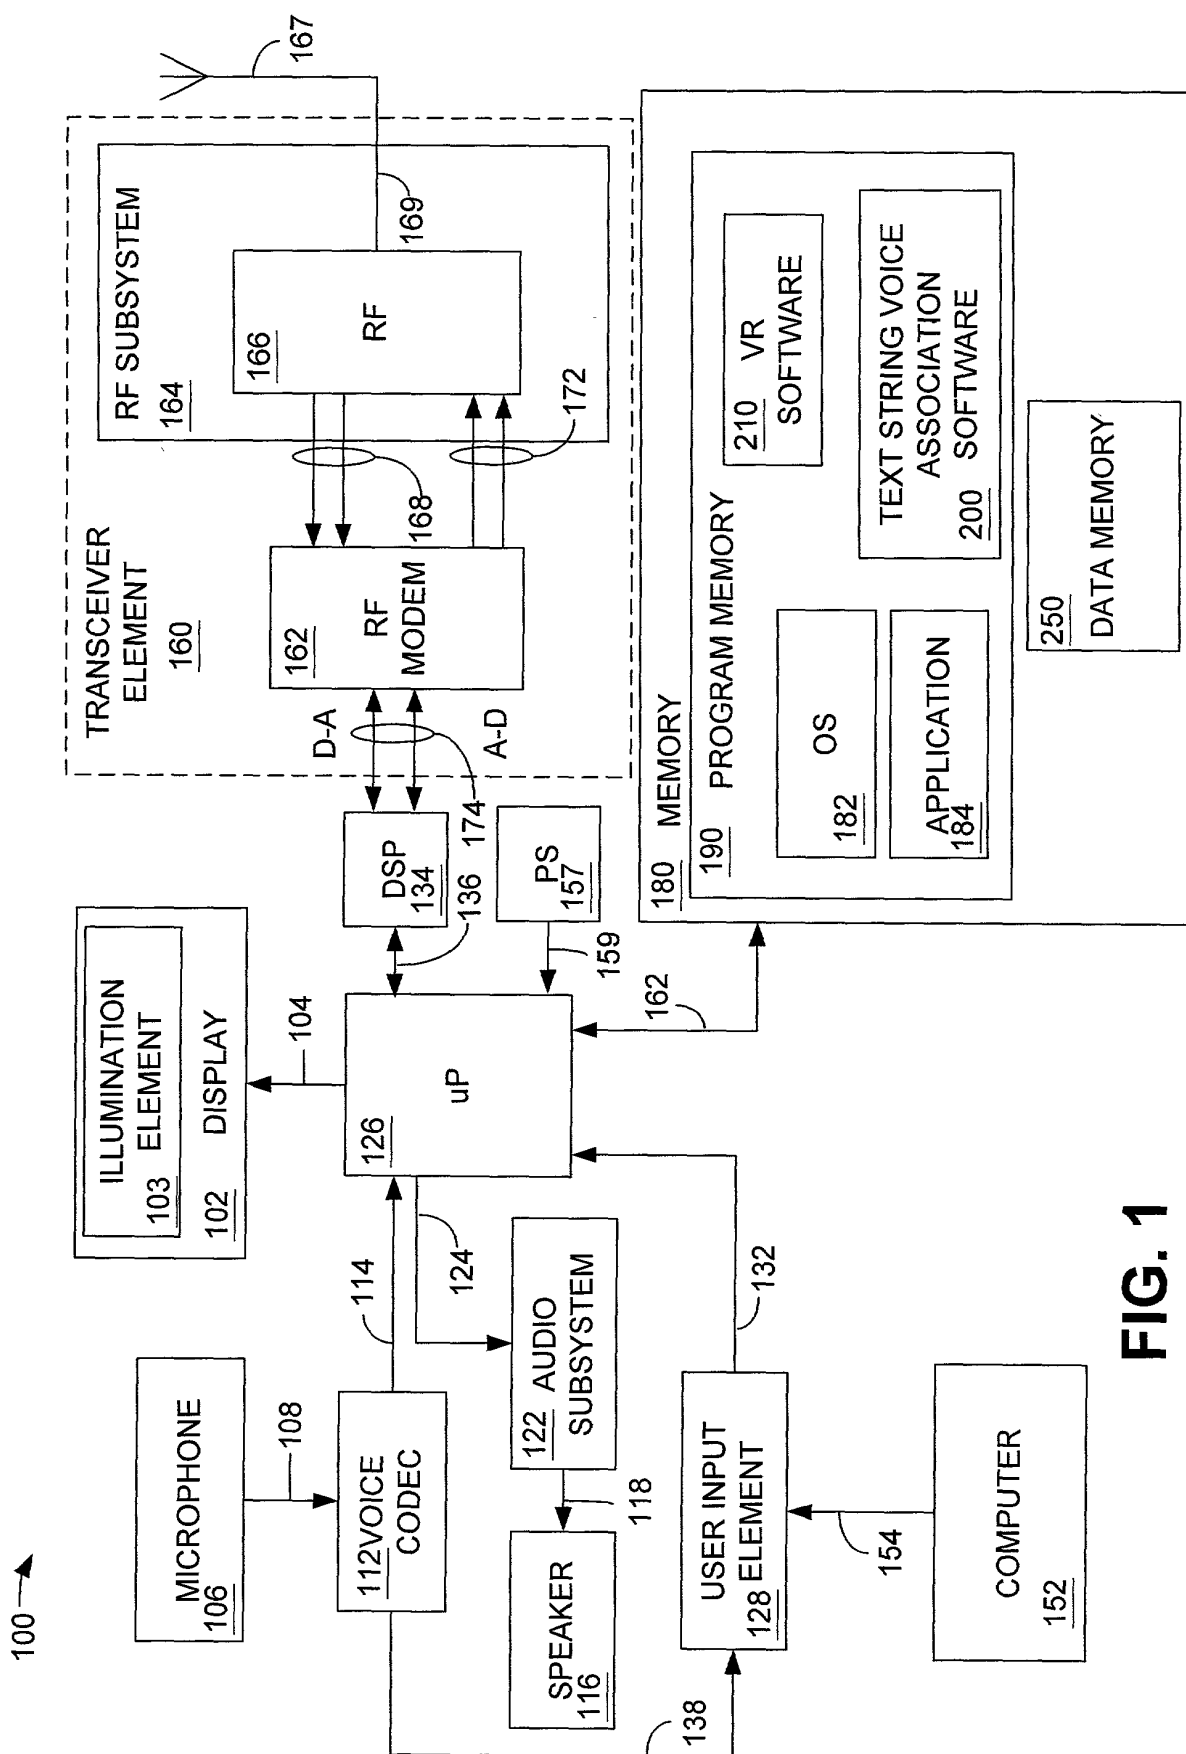 100
MICROPHONE
106
108
112 VOICE
CODEC
114
ILLUMINATION
ELEMENT
103
DISPLAY
102
104
uP
126
124
122 AUDIO
SUBSYSTEM
118
SPEAKER
116
138
USER INPUT
ELEMENT
128
132
154
COMPUTER
152
DSP
134
136
PS
157
159
162
174
D-A
A-D
TRANSCEIVER
ELEMENT
160
RF
MODEM
162
168
172
RF SUBSYSTEM
164
RF
166
169
167
MEMORY
180
PROGRAM MEMORY
190
OS
182
APPLICATION
184
210 VR
SOFTWARE
TEXT STRING VOICE
ASSOCIATION
SOFTWARE
200
250
DATA MEMORY
FIG. 1